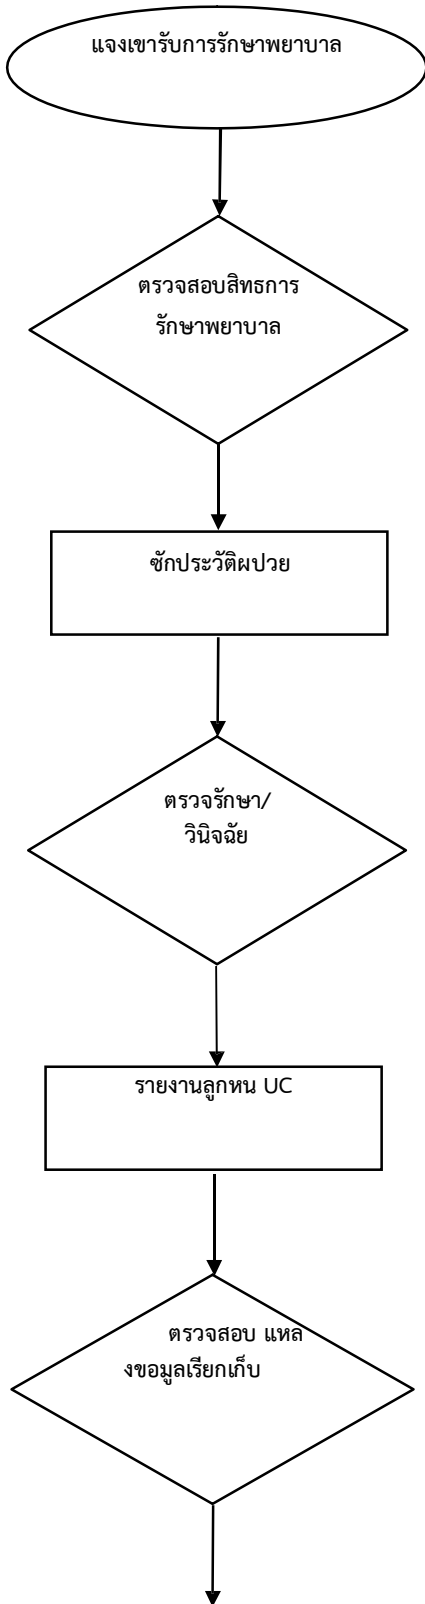 แจงเขารับการรักษาพยาบาล
ตรวจสอบสิทธการ
รักษาพยาบาล
ซักประวัติผปวย
ตรวจรักษา/
วินิจฉัย
รายงานลูกหน UC
ตรวจสอบ แหล
งขอมูลเรียกเก็บ